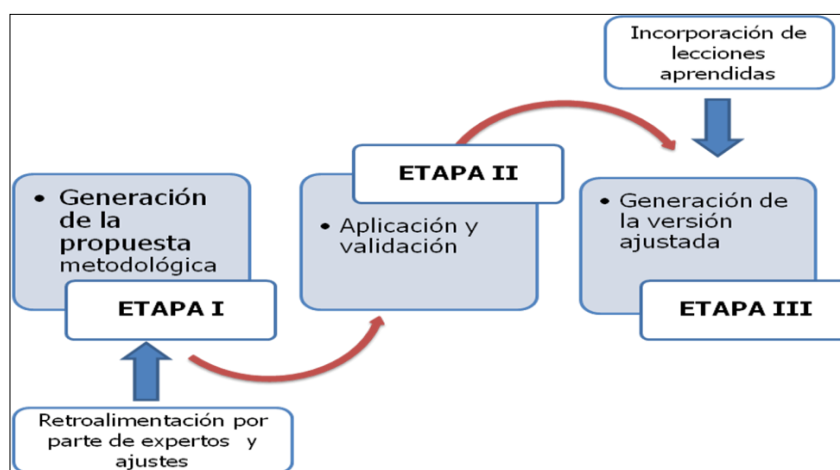 • Generación
de la
propuesta
metodológica
ETAPA I
Retroalimentación por
parte de expertos y
ajustes
ETAPA II
• Aplicación y
validación
Incorporación de
lecciones
aprendidas
• Generación de
la versión
ajustada
ETAPA III